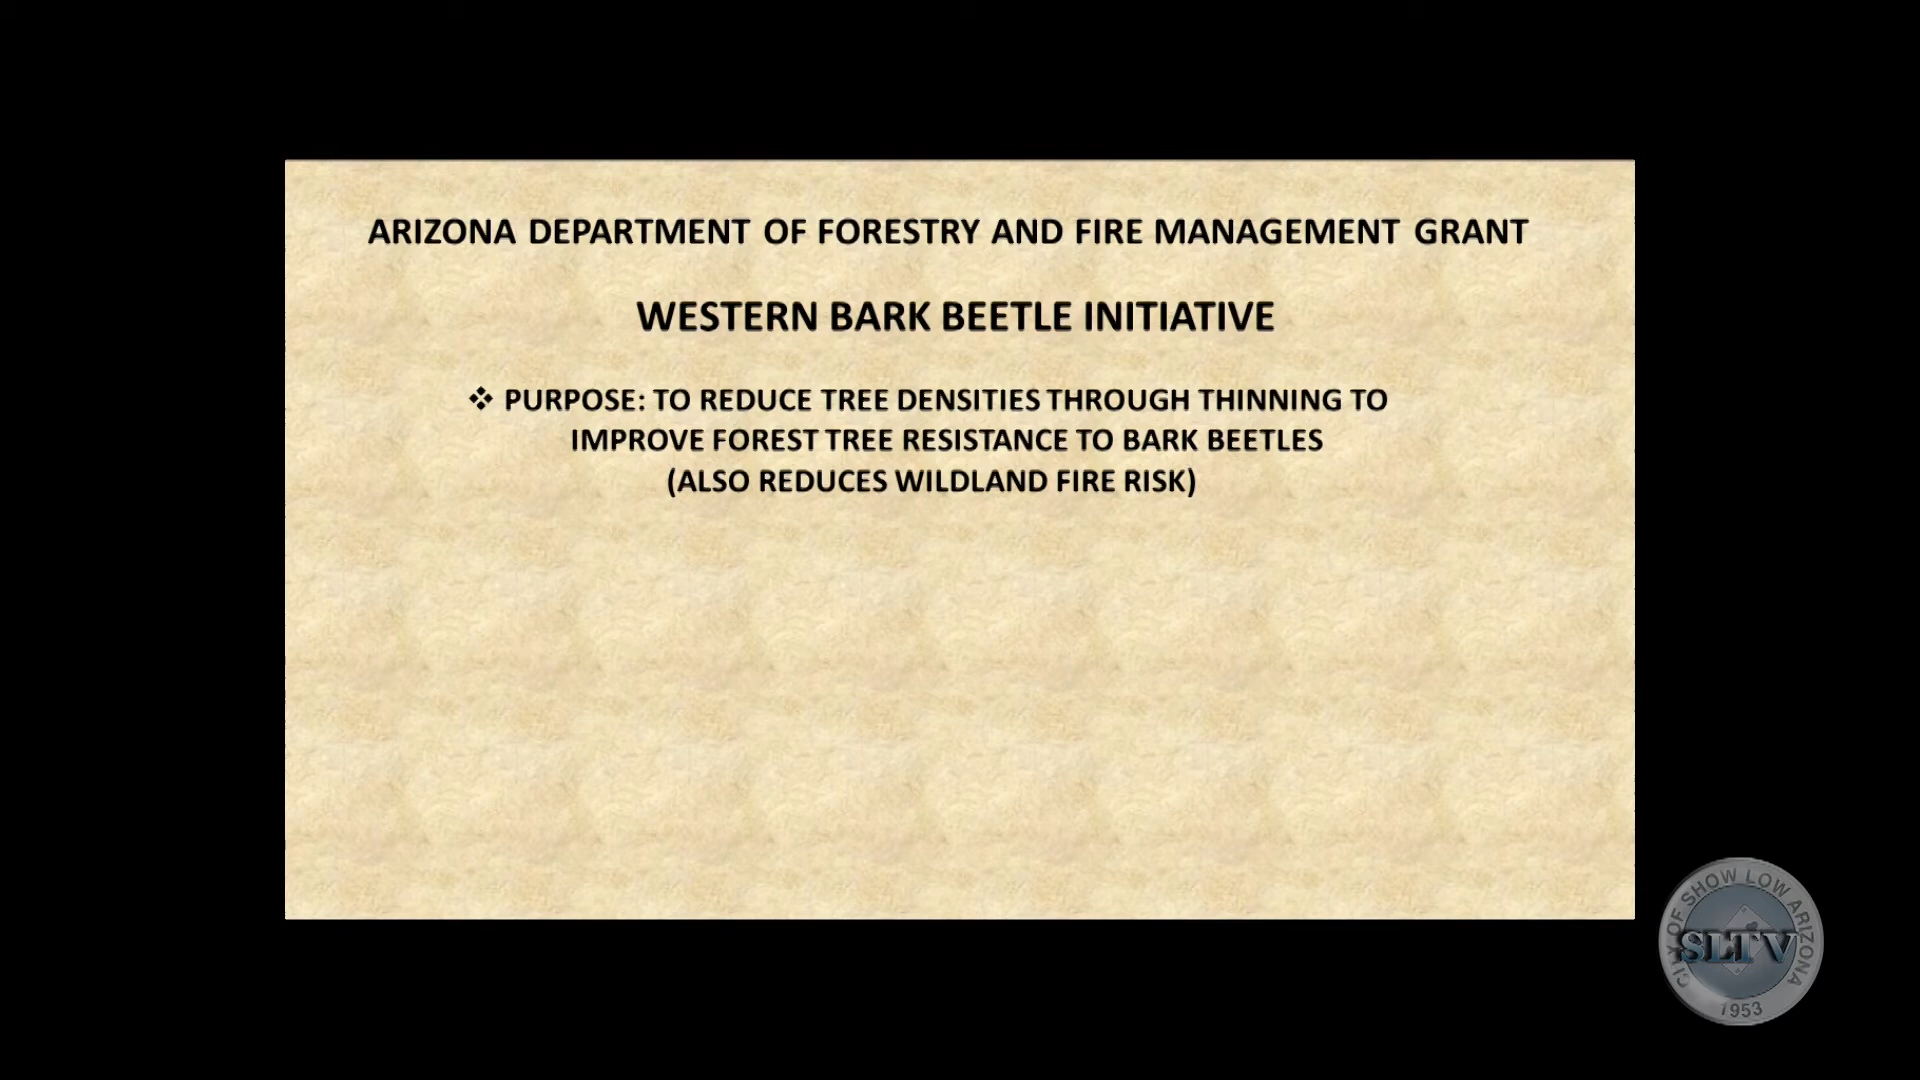 ARIZONA DEPARTMENT OF FORESTRY AND FIRE MANAGEMENT GRANT
WESTERN BARK BEETLE INITIATIVE
❖ PURPOSE: TO REDUCE TREE DENSITIES THROUGH THINNING TO
IMPROVE FOREST TREE RESISTANCE TO BARK BEETLES
(ALSO REDUCES WILDLAND FIRE RISK)
CITY OF SHOW LOW ARIZONA
SLTV
1953